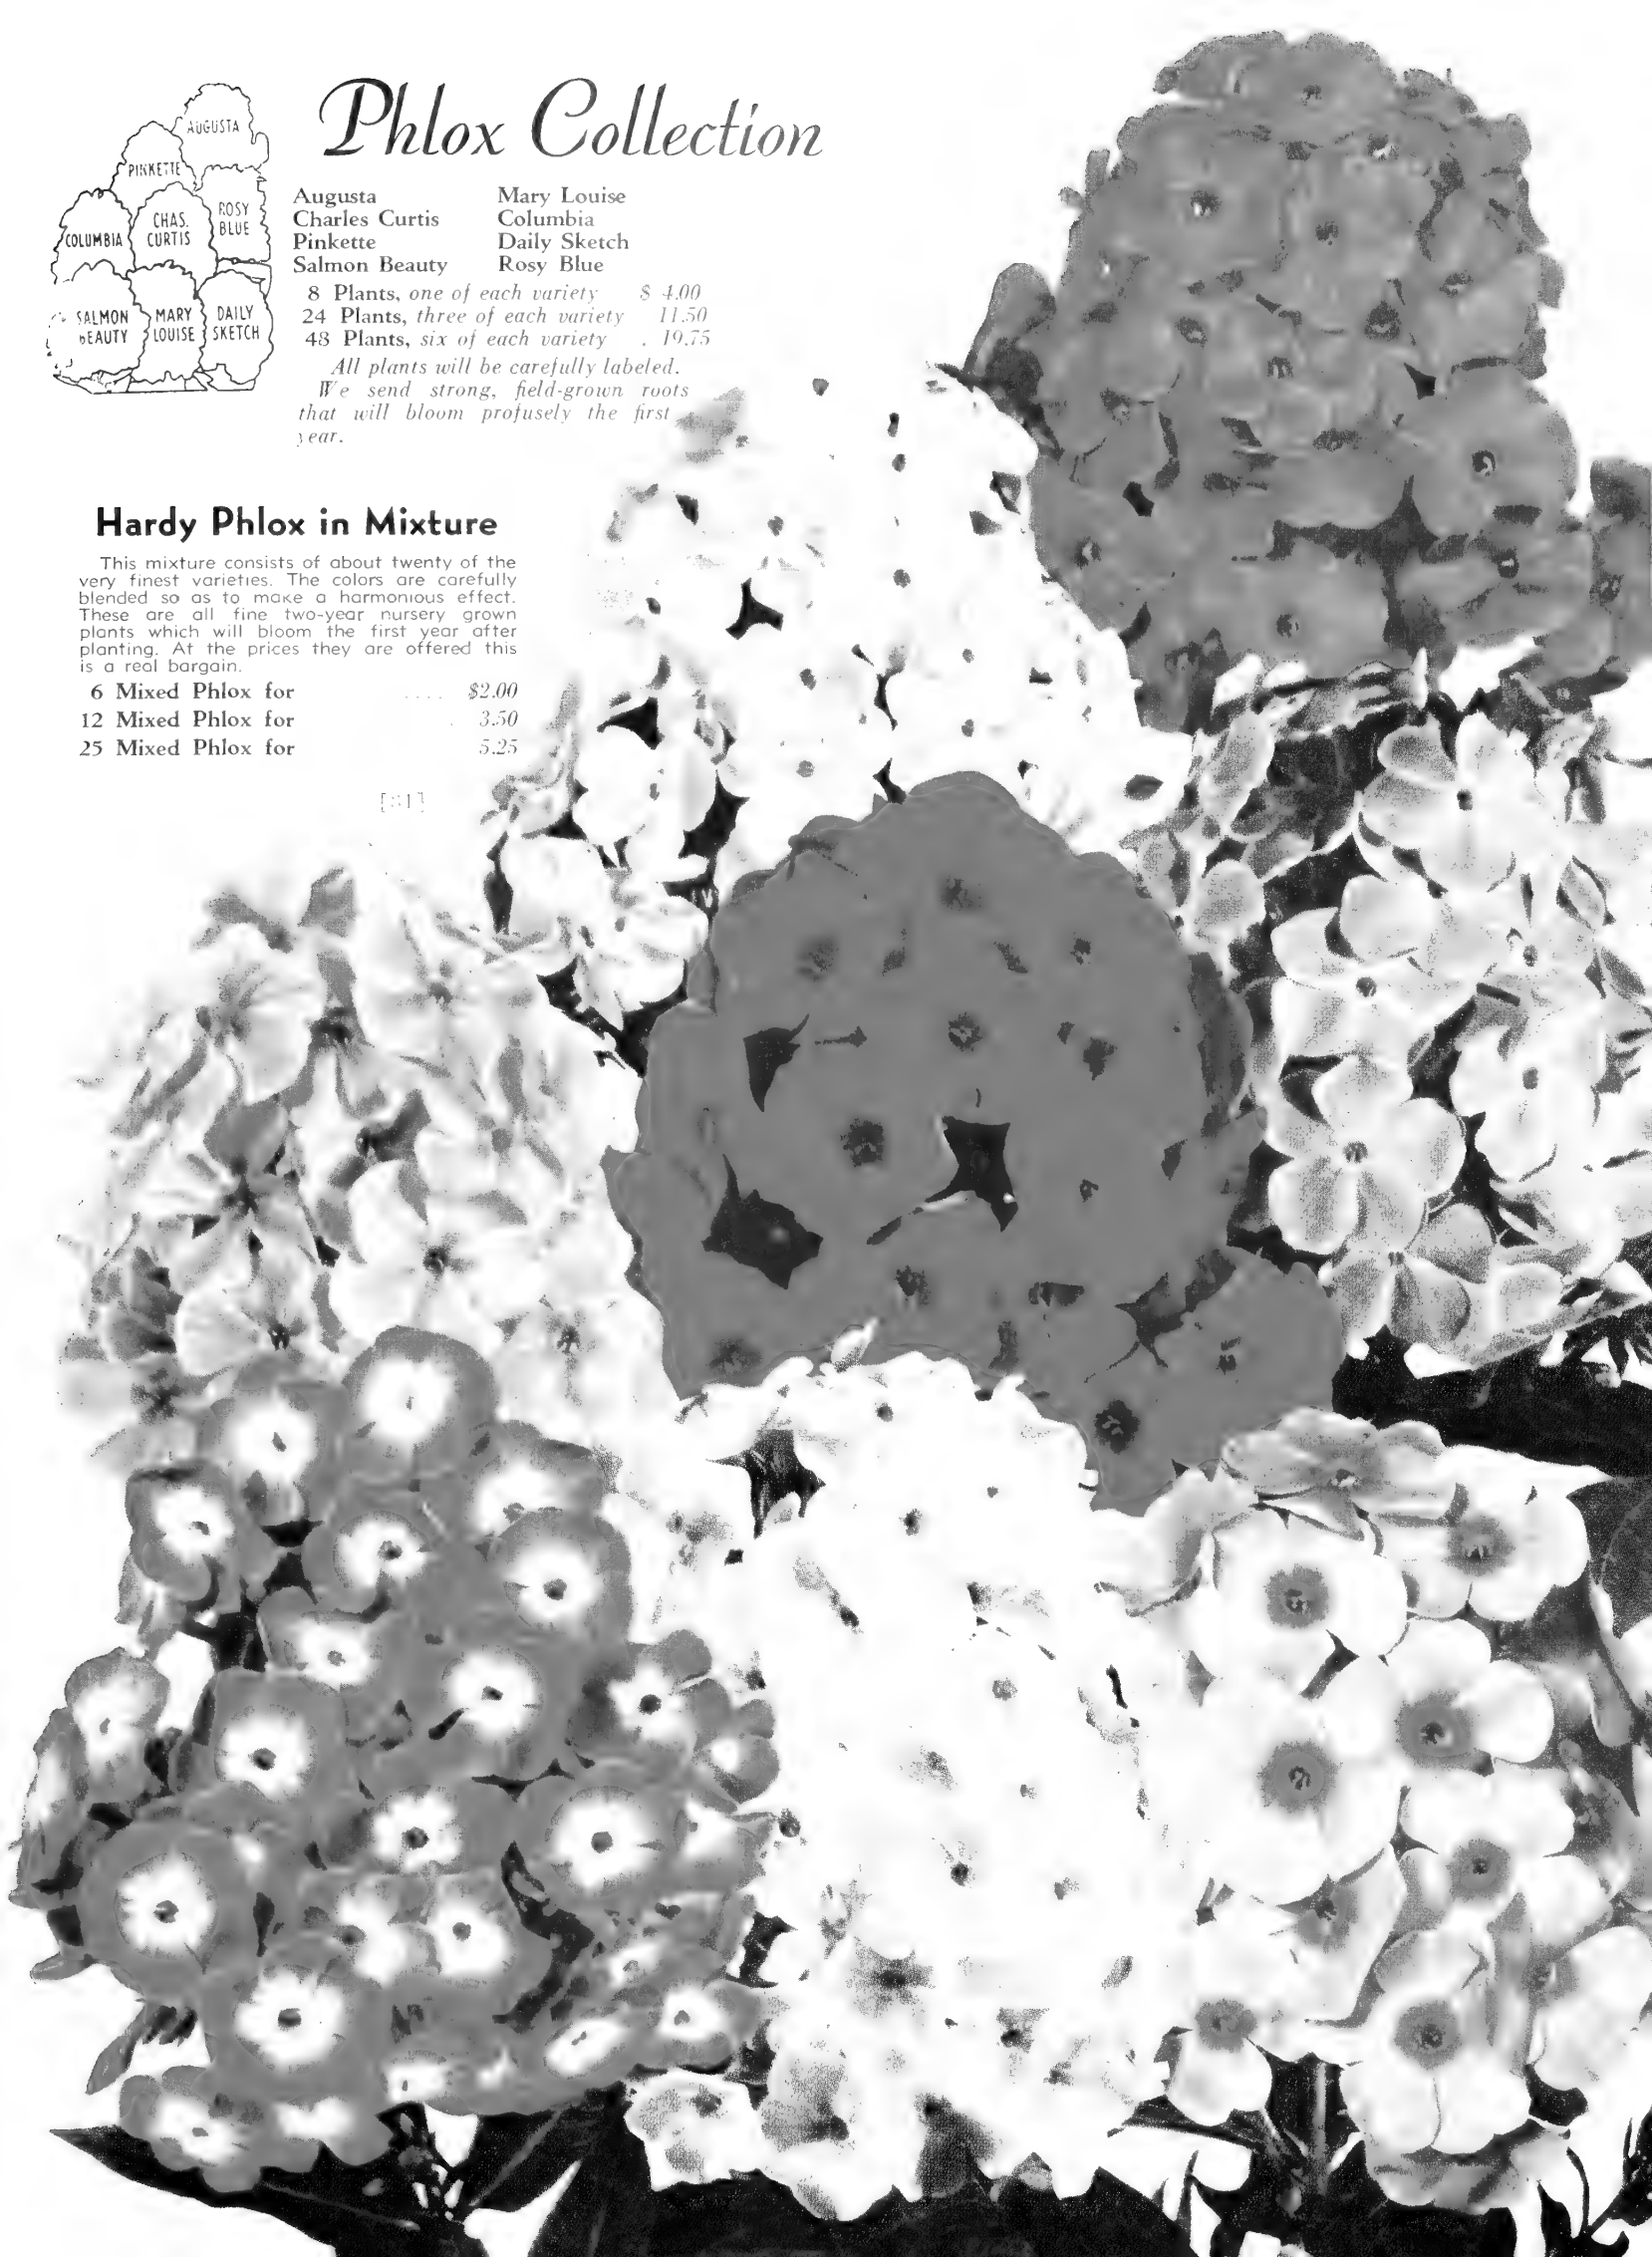 AUGUSTA
PINKETTE
COLUMBIA
CHAS.
CURTIS
ROSY
BLUE
SALMON
BEAUTY
MARY
LOUISE
DAILY
SKETCH
Phlox Collection
Augusta Mary Louise
Charles Curtis Columbia
Pinkette Daily Sketch
Salmon Beauty Rosy Blue
8 Plants, one of each variety $ 4.00
24 Plants, three of each variety 11.50
48 Plants, six of each variety . 19.75
All plants will be carefully labeled.
We send strong, field-grown roots
that will bloom profusely the first
year.
Hardy Phlox in Mixture
This mixture consists of about twenty of the
very finest varieties. The colors are carefully
blended so as to make a harmonious effect.
These are all fine two-year nursery grown
plants which will bloom the first year after
planting. At the prices they are offered this
is a real bargain.
6 Mixed Phlox for .... $2.00
12 Mixed Phlox for . 3.50
25 Mixed Phlox for 5.25